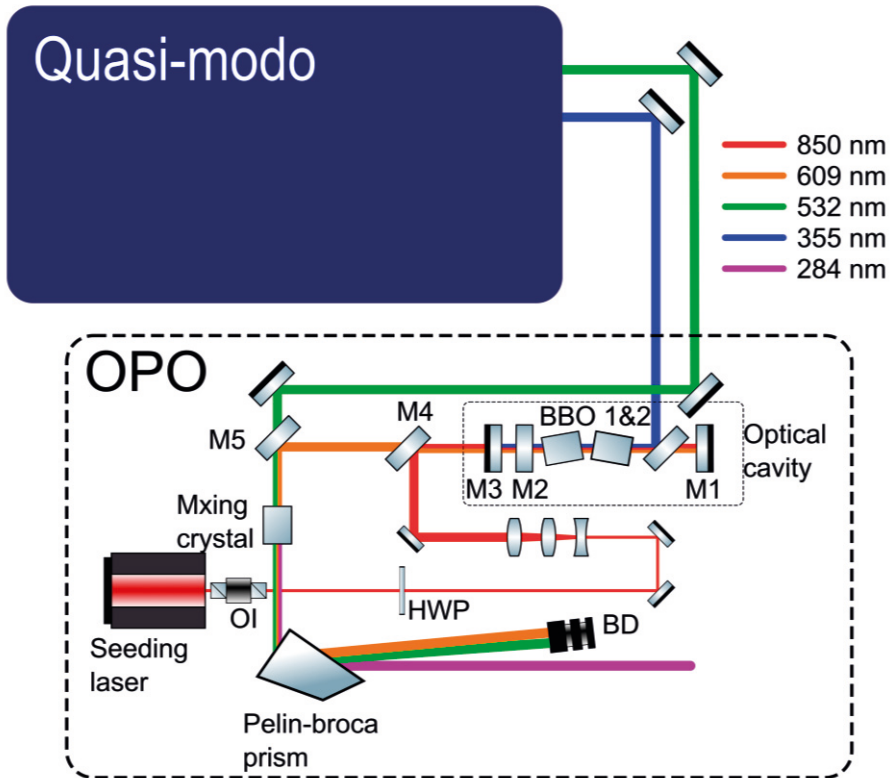 Quasi-modo
850 nm
609 nm
532 nm
355 nm
284 nm
OPO
M4
BBO 1&2
M5
Optical
cavity
M3
M2
M1
Mxing
crystal
OI
HWP
BD
Seeding
laser
Pelin-broca
prism